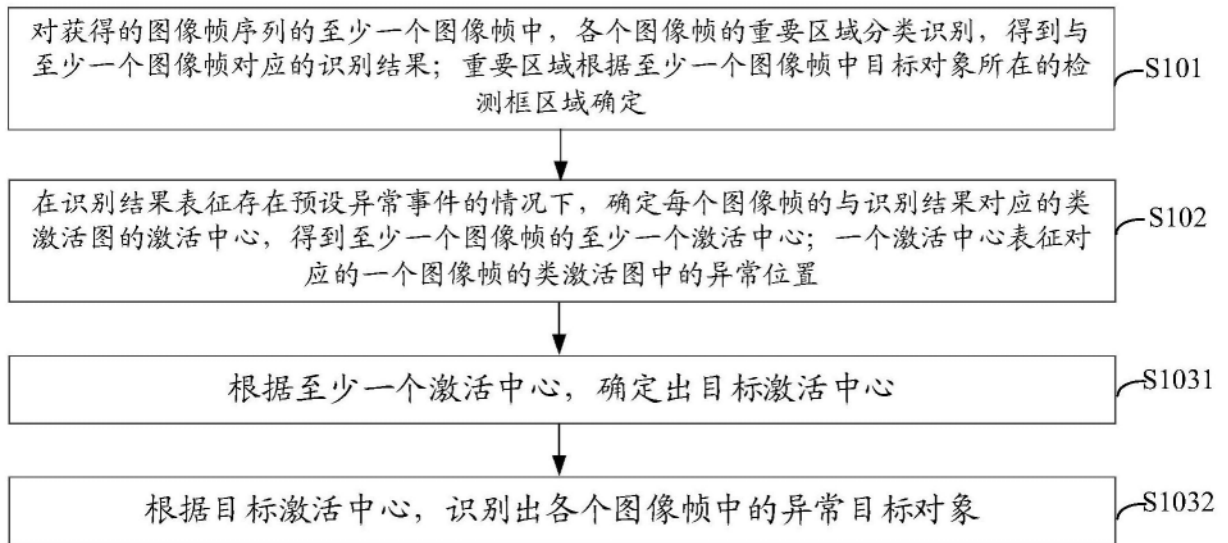 对获得的图像帧序列的至少一个图像帧中，各个图像帧的重要区域分类识别，得到与
至少一个图像帧对应的识别结果；重要区域根据至少一个图像帧中目标对象所在的检
测框区域确定
S101
在识别结果表征存在预设异常事件的情况下，确定每个图像帧的与识别结果对应的类
激活图的激活中心，得到至少一个图像帧的至少一个激活中心；一个激活中心表征对
应的一个图像帧的类激活图中的异常位置
S102
根据至少一个激活中心，确定出目标激活中心
S1031
根据目标激活中心，识别出各个图像帧中的异常目标对象
S1032